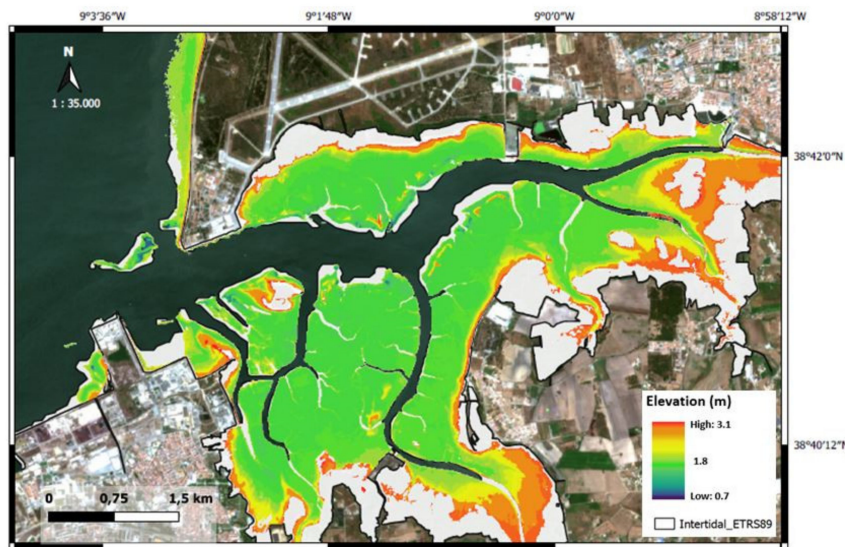 9°3'36"W 9°1'48"W 9°0'0"W 8°58'12"W
N
1 : 35.000
38°42'0"N
Elevation (m)
High: 3.1
1.8
Low: 0.7
Intertidal_ETRS89
38°40'12"N
0 0,75 1,5 km